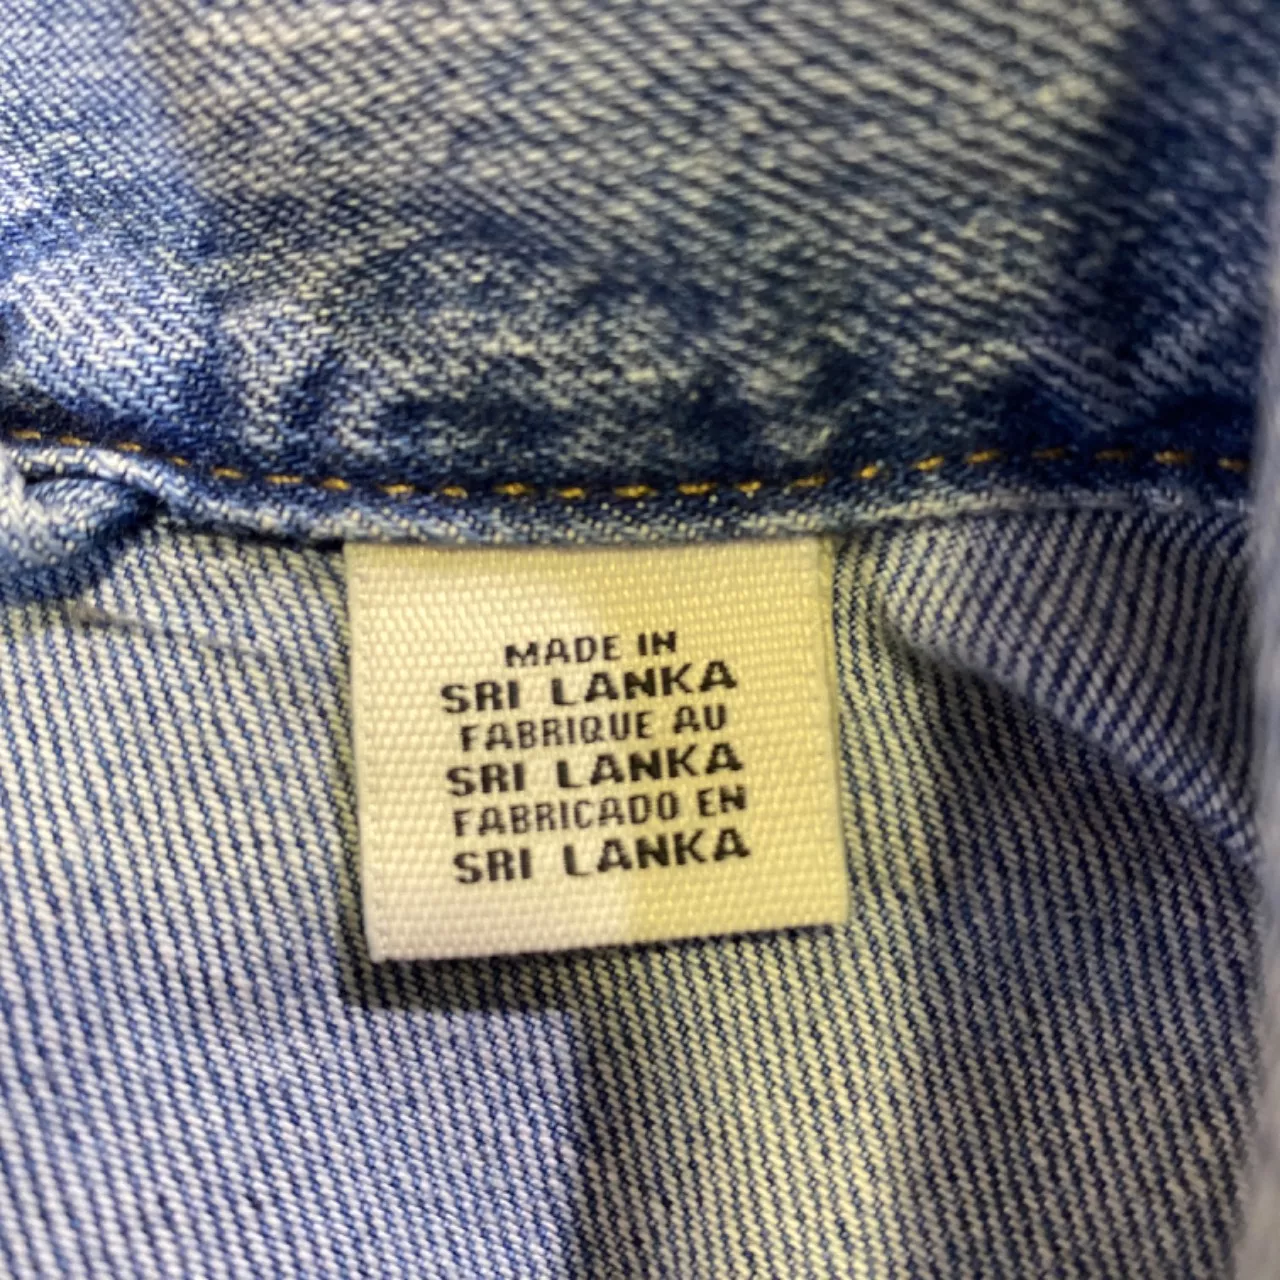 MADE IN
SRI LANKA
FABRIQUE AU
SRI LANKA
FABRICADO EN
SRI LANKA